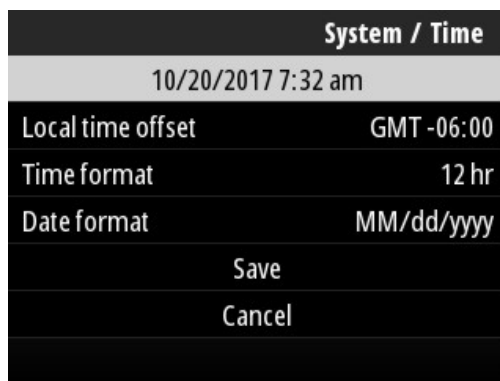 System / Time
10/20/2017 7:32 am
Local time offset GMT -06:00
Time format 12 hr
Date format MM/dd/yyyy
Save
Cancel